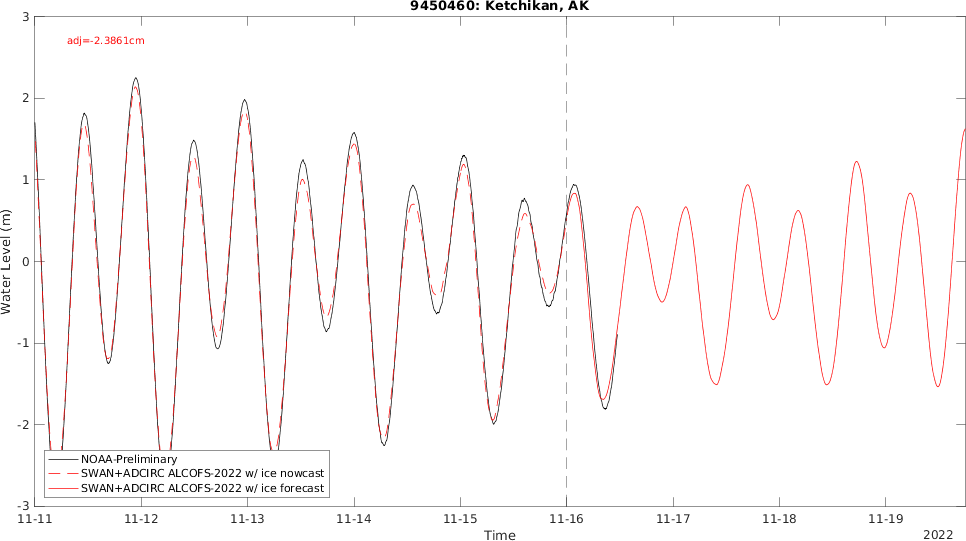 9450460: Ketchikan, AK
adj=-2.3861cm
3
2
1
0
-1
-2
-3
Water Level (m)
NOAA-Preliminary
SWAN+ADCIRC ALCOFS-2022 w/ ice nowcast
SWAN+ADCIRC ALCOFS-2022 w/ ice forecast
11-11 11-12 11-13 11-14 11-15 11-16 11-17 11-18 11-19
Time
2022